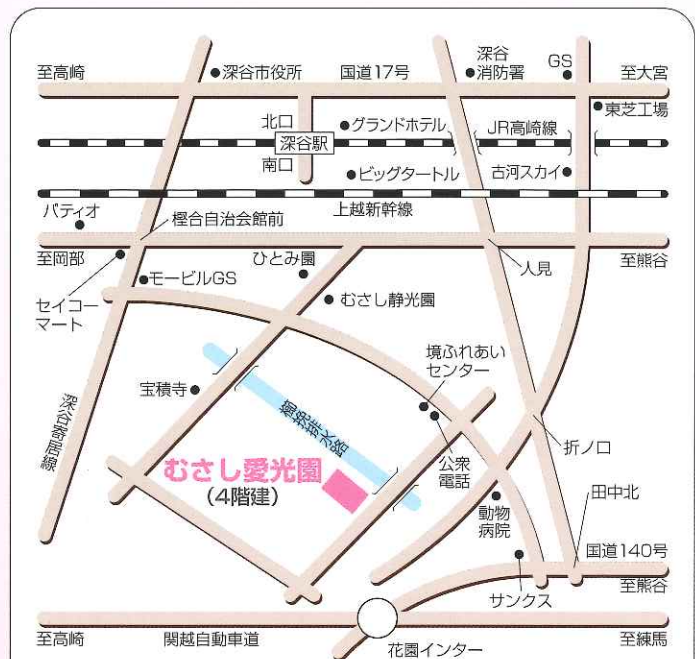 深谷市役所
国道17号
深谷
消防署
GS
至高崎
至大宮
東芝工場
北口
グランドホテル
JR高崎線
深谷駅
南口
ビッグタートル
古河スカイ
上越新幹線
パティオ
樫合自治会館前
至岡部
ひとみ園
人見
至熊谷
モービルGS
セイコー
マート
むさし静光園
境ふれあい
センター
宝積寺
櫛挽排水路
深谷寄居線
公衆
電話
折ノ口
むさし愛光園
(4階建)
田中北
動物
病院
国道140号
サンクス
至熊谷
至高崎
関越自動車道
花園インター
至練馬